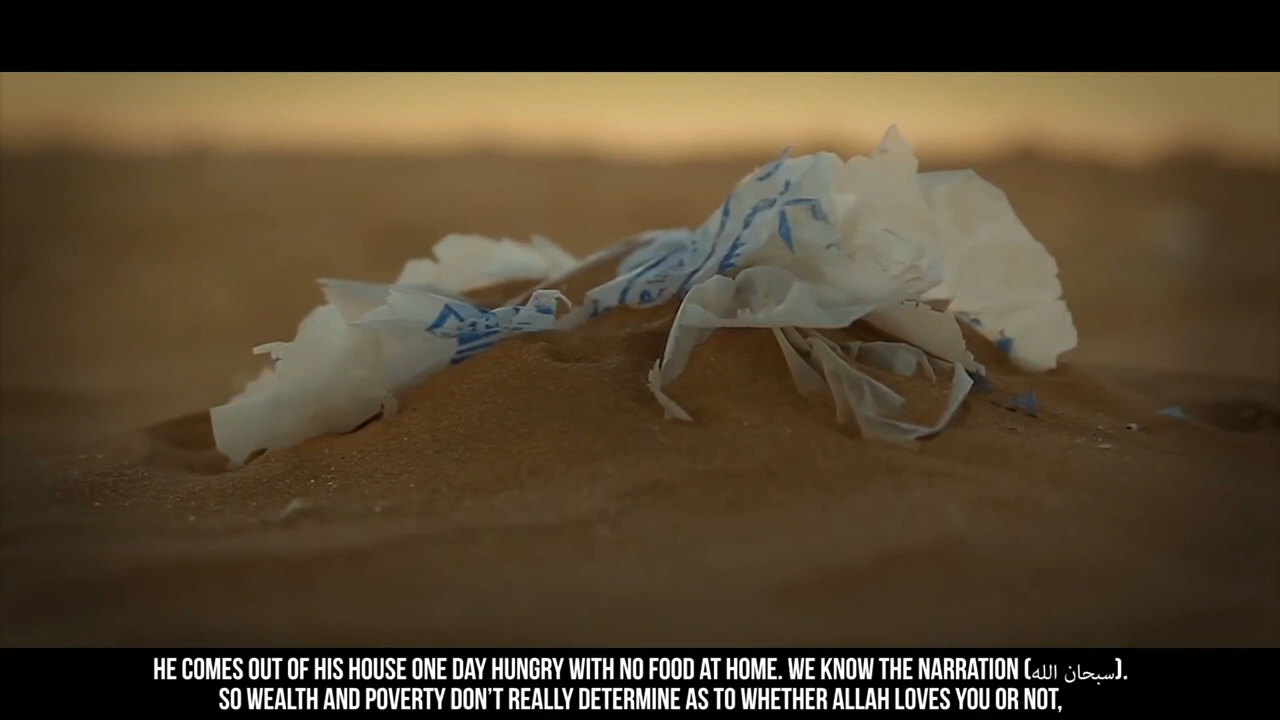 HE COMES OUT OF HIS HOUSE ONE DAY HUNGRY WITH NO FOOD AT HOME. WE KNOW THE NARRATION (سبحان الله).
SO WEALTH AND POVERTY DON'T REALLY DETERMINE AS TO WHETHER ALLAH LOVES YOU OR NOT,